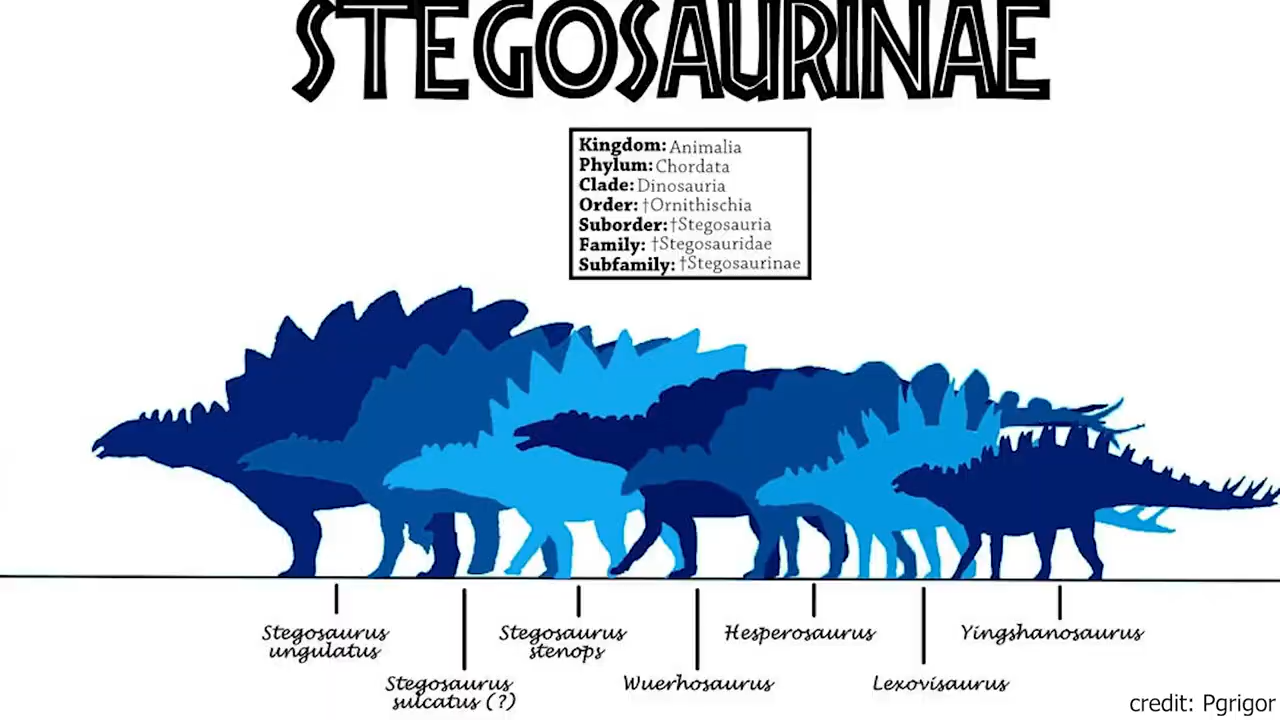 STEGOSAURINAE
Kingdom: Animalia
Phylum: Chordata
Clade: Dinosauria
Order: †Ornithischia
Suborder:†Stegosauria
Family: †Stegosauridae
Subfamily: †Stegosaurinae
Stegosaurus
ungulatus
Stegosaurus
stenops
Hesperosaurus
Yingshanosaurus
Stegosaurus
sulcatus (?)
Wuerhosaurus
Lexovisaurus
credit: Pgrigor